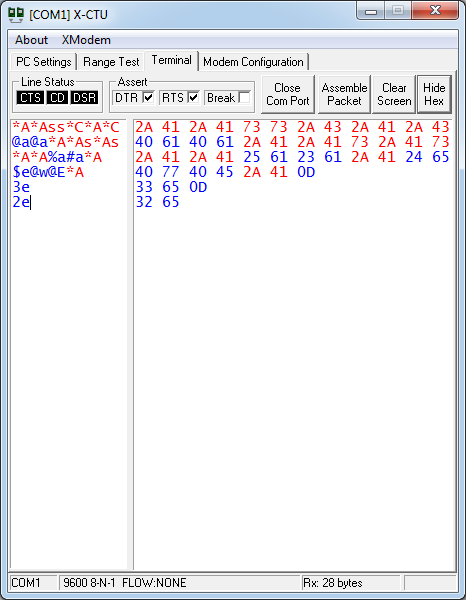 [COM1] X-CTU
About XModem
PC Settings Range Test Terminal Modem Configuration
Line Status Assert
CTS CD DSR DTR RTS Break
Close Com Port Assemble Packet Clear Screen Hide Hex
*A*Ass*C*A*C 2A 41 2A 41 73 73 2A 43 2A 41 2A 43
@a@a*A*As*As 40 61 40 61 2A 41 2A 41 73 2A 41 73
*A*A%a#a*A 2A 41 2A 41 25 61 23 61 2A 41 24 65
$e@w@E*A 40 77 40 45 2A 41 0D
3e 33 65 0D
2e 32 65
COM1 9600 8-N-1 FLOW:NONE Rx: 28 bytes